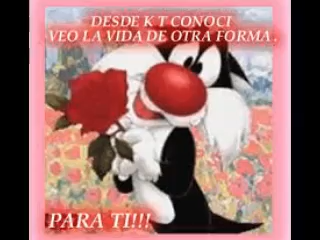 DESDE K T CONOCI
VEO LA VIDA DE OTRA FORMA.
PARA TI!!!